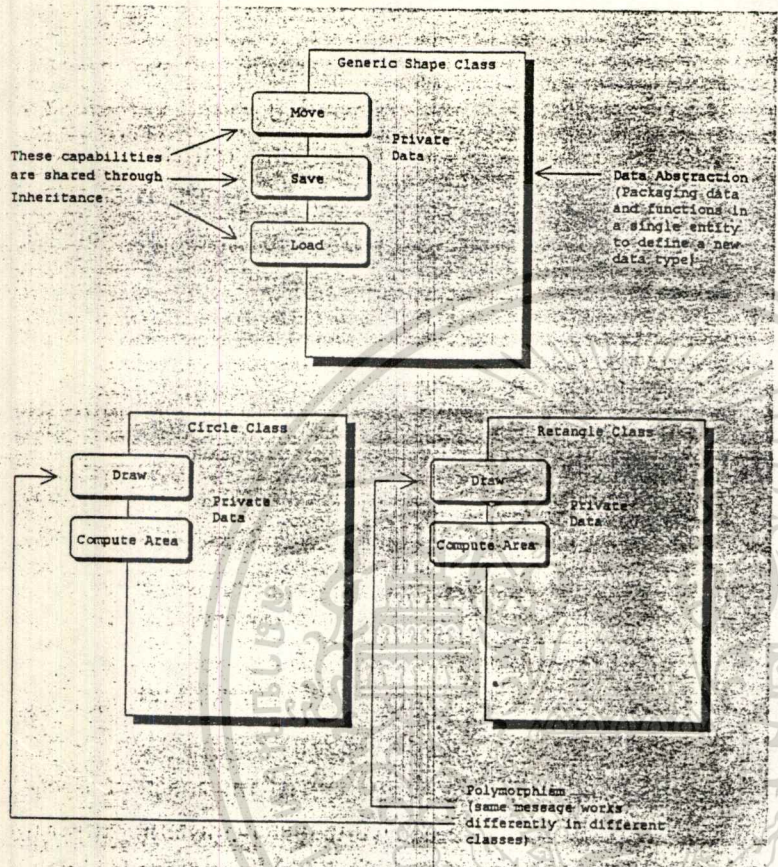 Generic Shape Class
Move
Private
Data
These capabilities
are shared through
Inheritance
Save
Load
Data Abstraction
(Packaging data
and functions in
a single entity
to define a new
data type)
Circle Class
Draw
Private
Data
Compute Area
Retangle Class
Draw
Private
Data
Compute Area
Polymorphism
(same message works
differently in different
classes)